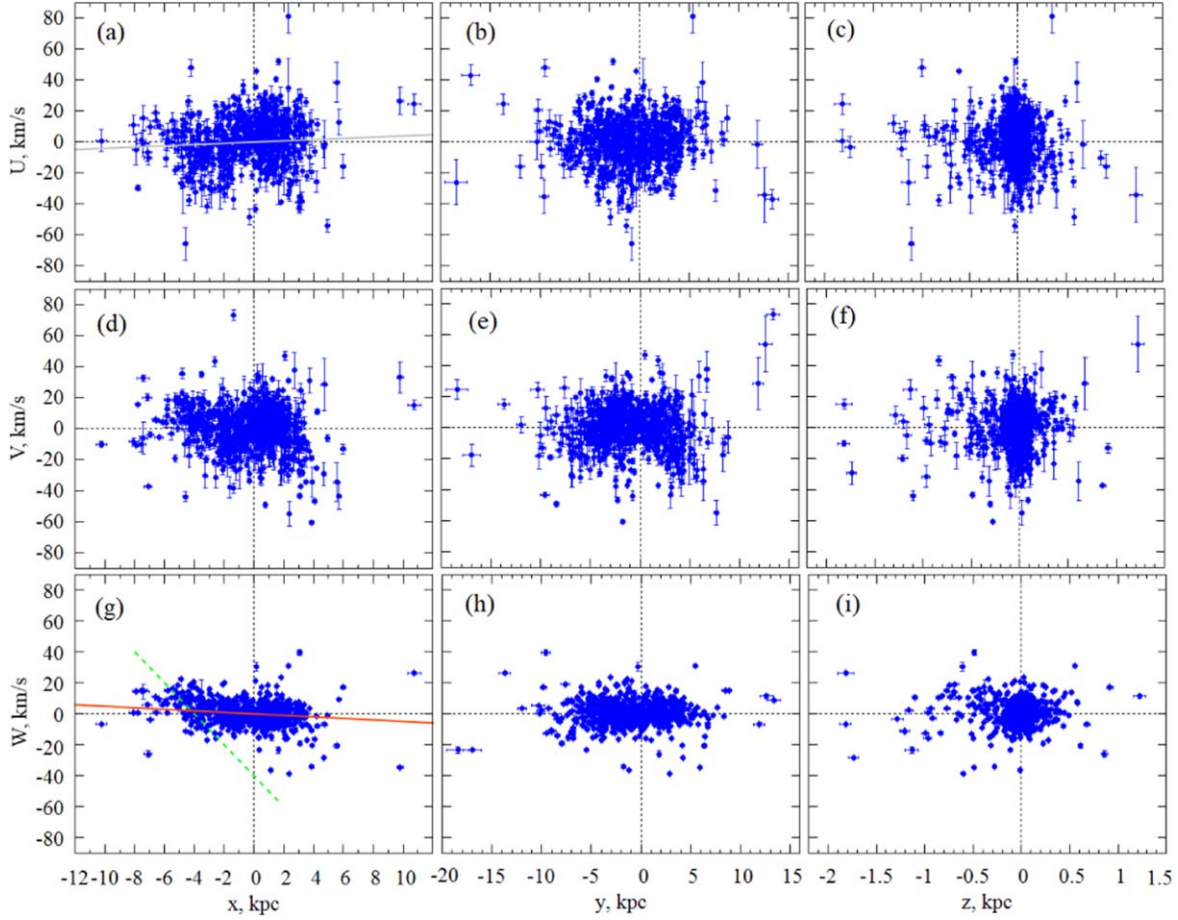 80
60
40
20
0
-20
-40
-60
-80
U, km/s
(a)
(b)
(c)
80
60
40
20
0
-20
-40
-60
-80
V, km/s
(d)
(e)
(f)
80
60
40
20
0
-20
-40
-60
-80
W, km/s
(g)
(h)
(i)
-12 -10 -8 -6 -4 -2 0 2 4 6 8 10
-20 -15 -10 -5 0 5 10 15
-2 -1.5 -1 -0.5 0 0.5 1 1.5
x, kpc
y, kpc
z, kpc